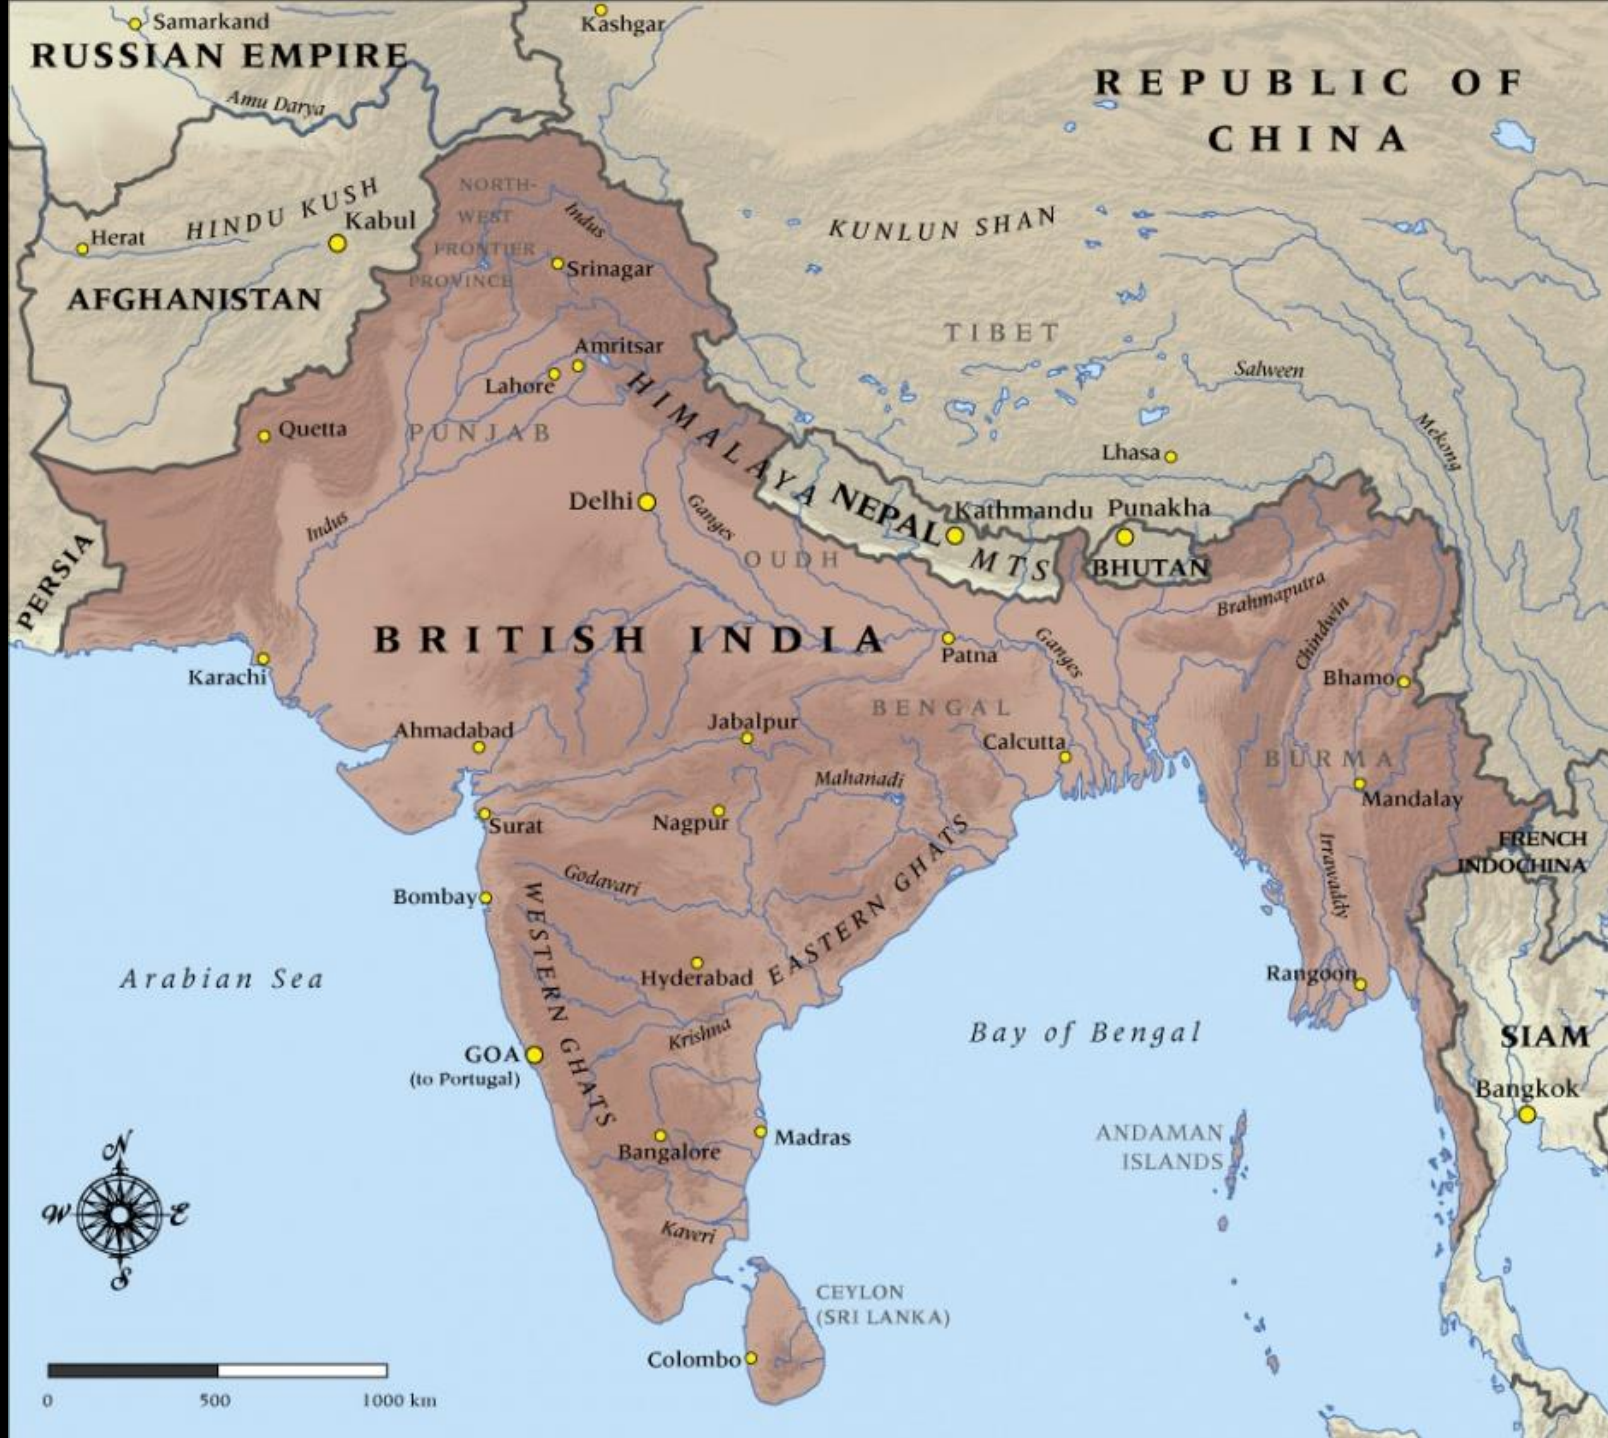 Samarkand
Kashgar
RUSSIAN EMPIRE
Amu Darya
REPUBLIC OF
CHINA
HINDU KUSH
Kabul
Herat
AFGHANISTAN
NORTH-
WEST
FRONTIER
PROVINCE
Indus
Srinagar
KUNLUN SHAN
TIBET
Amritsar
Lahore
Salween
Mekong
Quetta
PUNJAB
HIMALAYA MTS
Lhasa
Delhi
Ganges
NEPAL
Kathmandu
Punakha
BHUTAN
Indus
OUDH
PERSIA
Brahmaputra
Chindwin
BRITISH INDIA
Patna
Ganges
Karachi
Bhamo
BENGAL
Ahmadabad
Jabalpur
Calcutta
BURMA
Mahanadi
Mandalay
Surat
Nagpur
FRENCH
INDOCHINA
Godavari
Irrawaddy
Bombay
WESTERN GHATS
EASTERN GHATS
Arabian Sea
Hyderabad
Rangoon
Krishna
Bay of Bengal
SIAM
GOA
(to Portugal)
Bangkok
Madras
Bangalore
ANDAMAN
ISLANDS
N
W
E
S
Kaveri
CEYLON
(SRI LANKA)
Colombo
0 500 1000 km